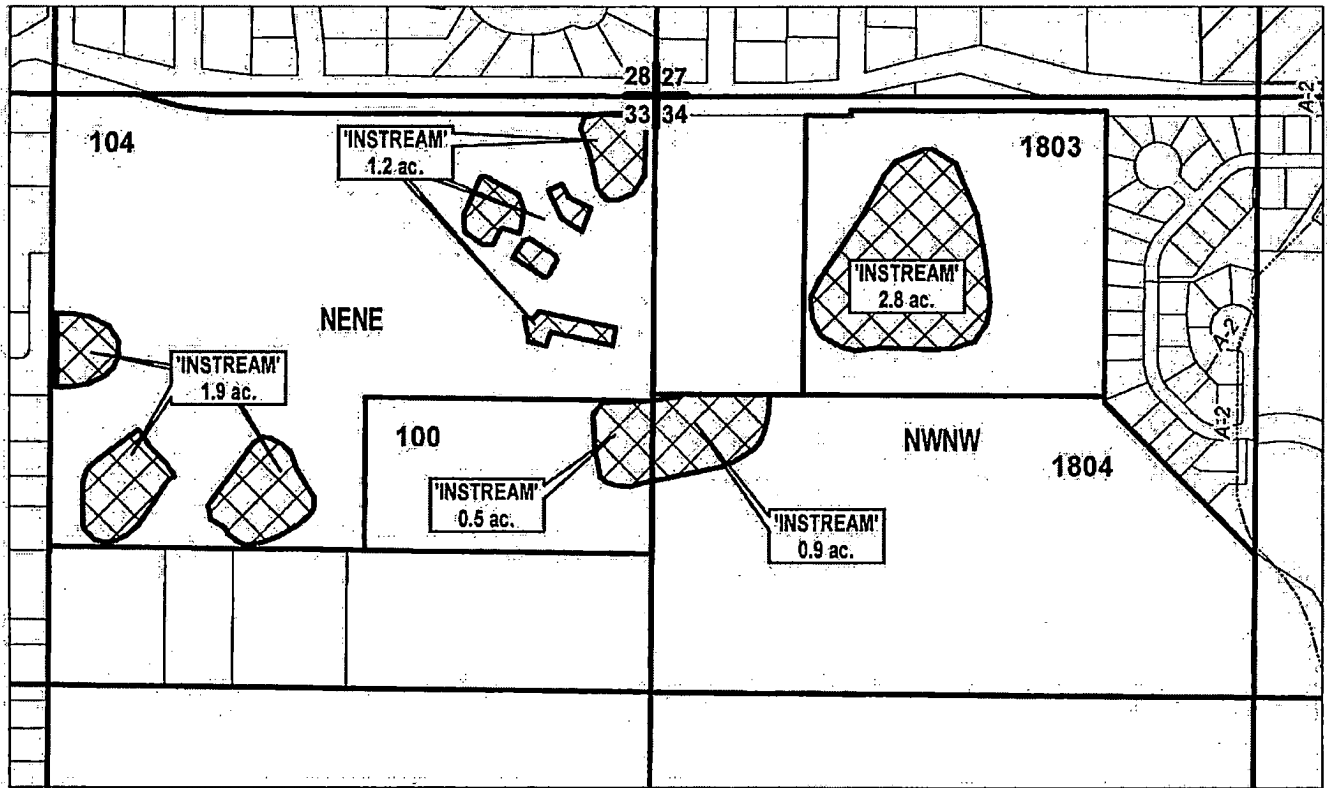 28 27
33 34
A-2
104
'INSTREAM'
1.2 ac.
1803
'INSTREAM'
2.8 ac.
NENE
A-2
'INSTREAM'
1.9 ac.
A-2
100
NWNW
1804
'INSTREAM'
0.5 ac.
'INSTREAM'
0.9 ac.